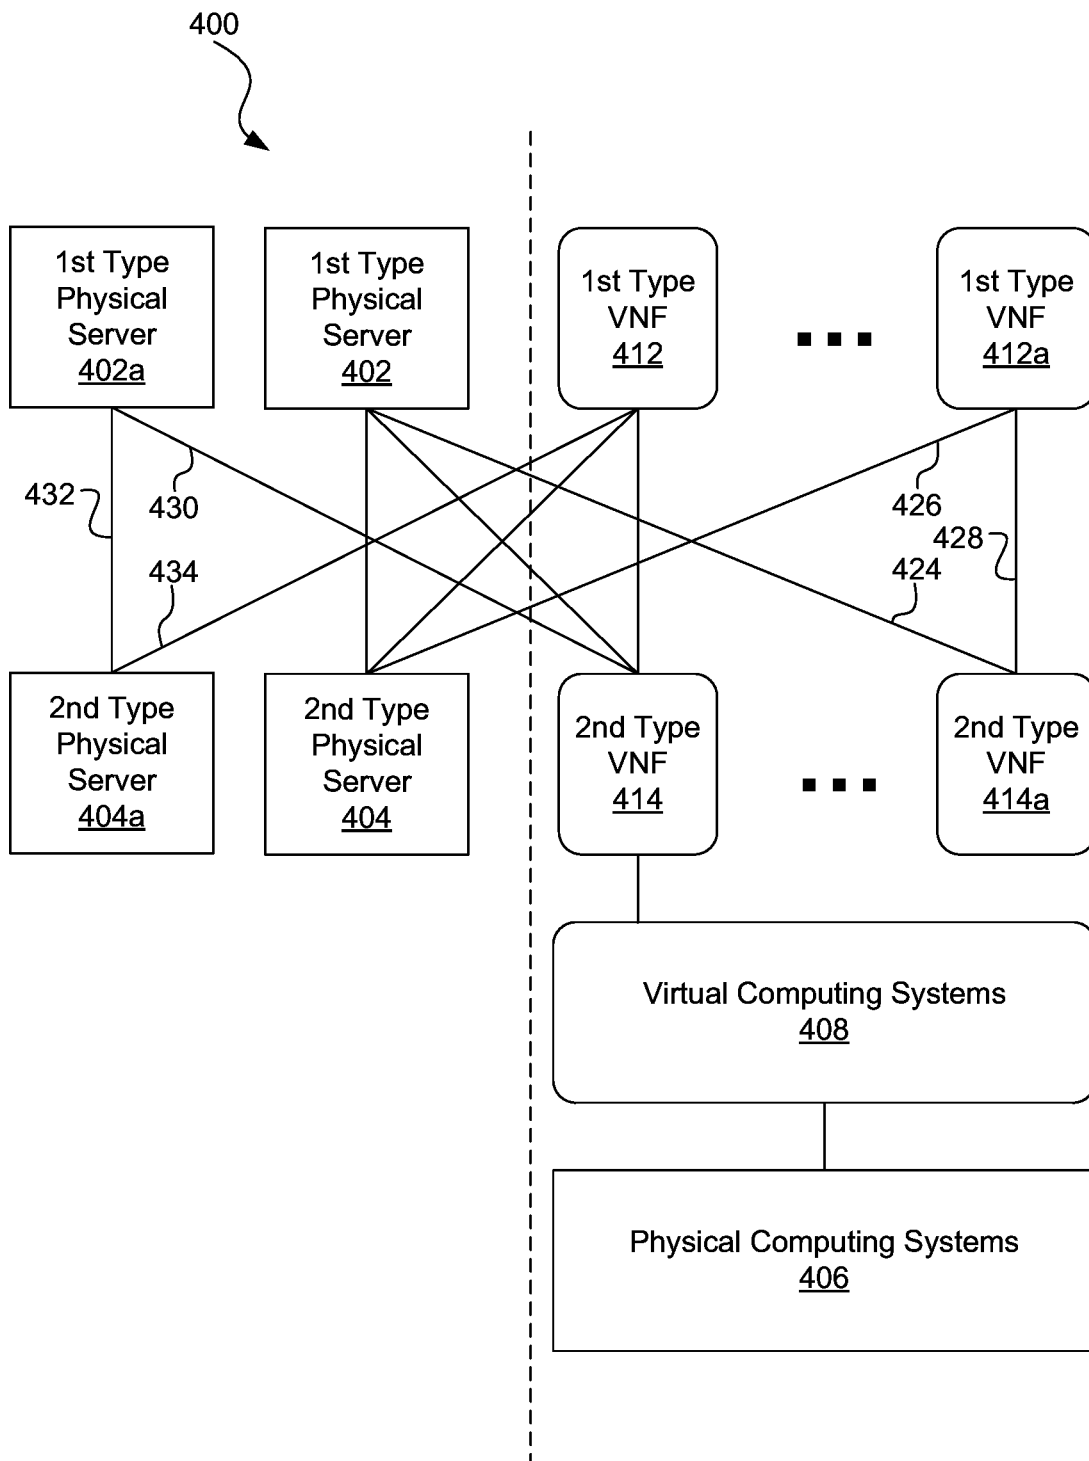 400
1st Type
Physical
Server
402a
1st Type
Physical
Server
402
1st Type
VNF
412
1st Type
VNF
412a
432
430
434
426
428
424
2nd Type
Physical
Server
404a
2nd Type
Physical
Server
404
2nd Type
VNF
414
2nd Type
VNF
414a
Virtual Computing Systems
408
Physical Computing Systems
406